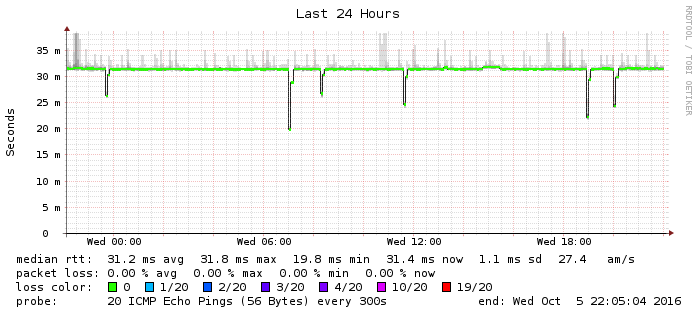 Last 24 Hours
RRDTOOL / TOBI OETIKER
Seconds
35 m
30 m
25 m
20 m
15 m
10 m
5 m
0
Wed 00:00 Wed 06:00 Wed 12:00 Wed 18:00
median rtt: 31.2 ms avg 31.8 ms max 19.8 ms min 31.4 ms now 1.1 ms sd 27.4 am/s
packet loss: 0.00 % avg 0.00 % max 0.00 % min 0.00 % now
loss color: 0 1/20 2/20 3/20 4/20 10/20 19/20
probe: 20 ICMP Echo Pings (56 Bytes) every 300s end: Wed Oct 5 22:05:04 2016